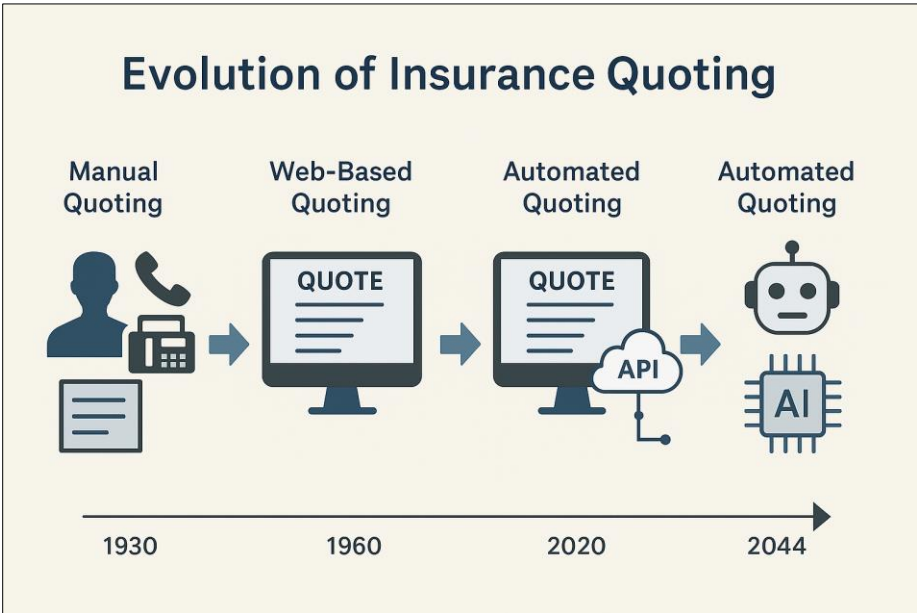 Evolution of Insurance Quoting
Manual
Quoting
Web-Based
Quoting
Automated
Quoting
Automated
Quoting
QUOTE
QUOTE
API
AI
1930
1960
2020
2044